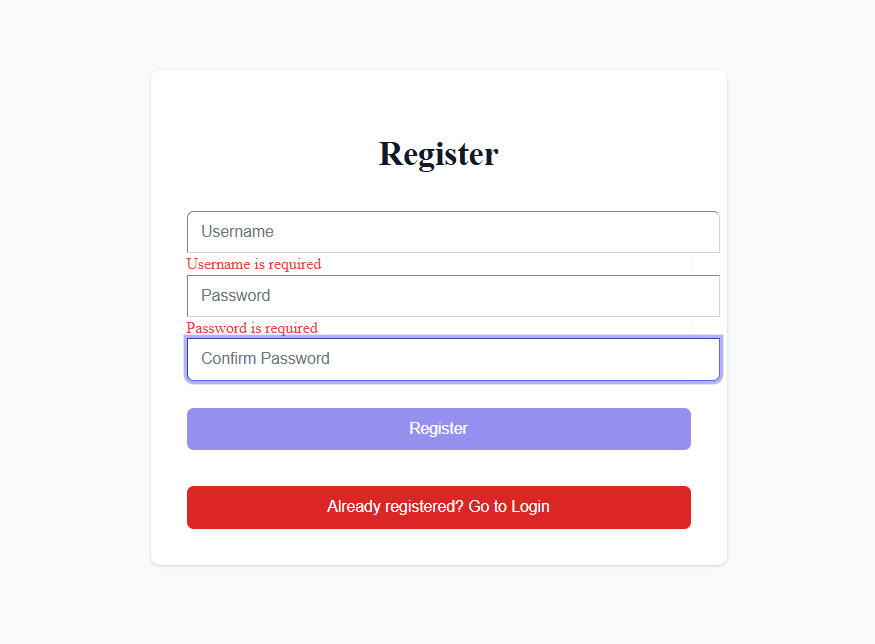 Register
Username
Username is required
Password
Password is required
Confirm Password
Register
Already registered? Go to Login